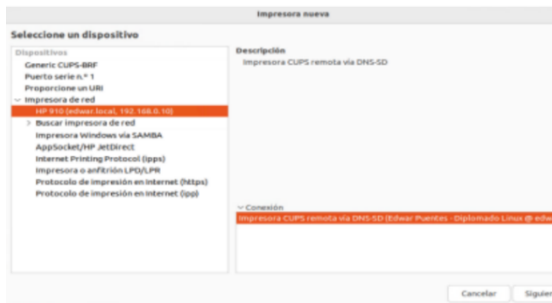 Impresora nueva
Seleccione un dispositivo
Dispositivos
Generic CUPS-BRF
Puerto serie n.º 1
Proporcione un URI
Impresora de red
HP 910 (edwar.local, 192.168.0.10)
Buscar impresora de red
Impresora Windows vía SAMBA
AppSocket/HP JetDirect
Internet Printing Protocol (ipps)
Impresora o anfitrión LPD/LPR
Protocolo de impresión en Internet (https)
Protocolo de impresión en Internet (ipp)
Descripción
Impresora CUPS remota vía DNS-SD
Conexión
Impresora CUPS remota vía DNS-SD (Edwar Puentes - Diplomado Linux @ edwa
Cancelar
Siguien